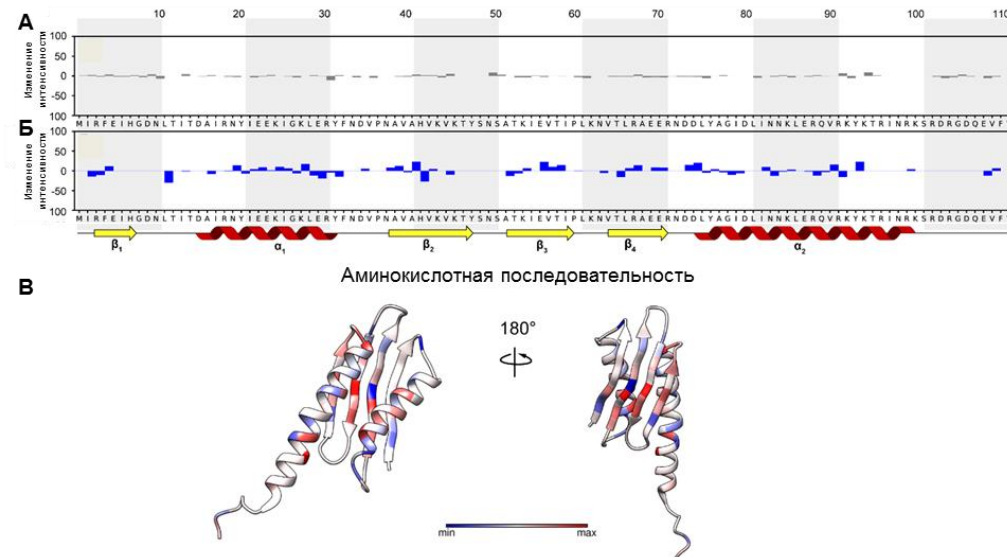 10 20 30 40 50 60 70 80 90 100 110
А
Изменение интенсивности
100
50
0
-50
100
M I R F E I H G D N L T I T D A I R N Y I E E K I G K L E R Y F N D V P N A V A H V K V K T Y S N S A T K I E V T I P L K N V T L R A E E R N D D L Y A G I D L I N N K L E R Q V R K Y K T R I N R K S R D R G D Q E V F
Б
Изменение интенсивности
100
50
0
-50
100
M I R F E I H G D N L T I T D A I R N Y I E E K I G K L E R Y F N D V P N A V A H V K V K T Y S N S A T K I E V T I P L K N V T L R A E E R N D D L Y A G I D L I N N K L E R Q V R K Y K T R I N R K S R D R G D Q E V F
β1 α1 β2 β3 β4 α2
Аминокислотная последовательность
В
180°
min max